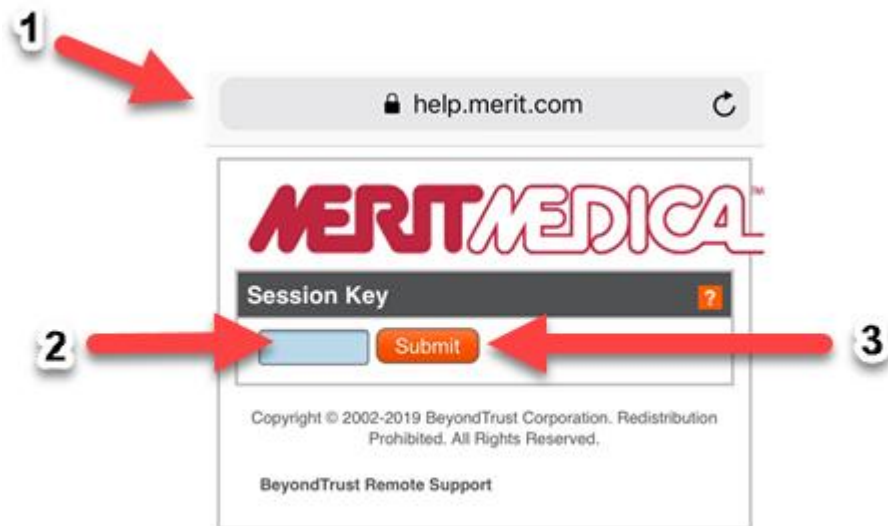 1
help.merit.com
MERITMEDICAL™
Session Key ?
2 Submit 3
Copyright © 2002-2019 BeyondTrust Corporation. Redistribution
Prohibited. All Rights Reserved.
BeyondTrust Remote Support